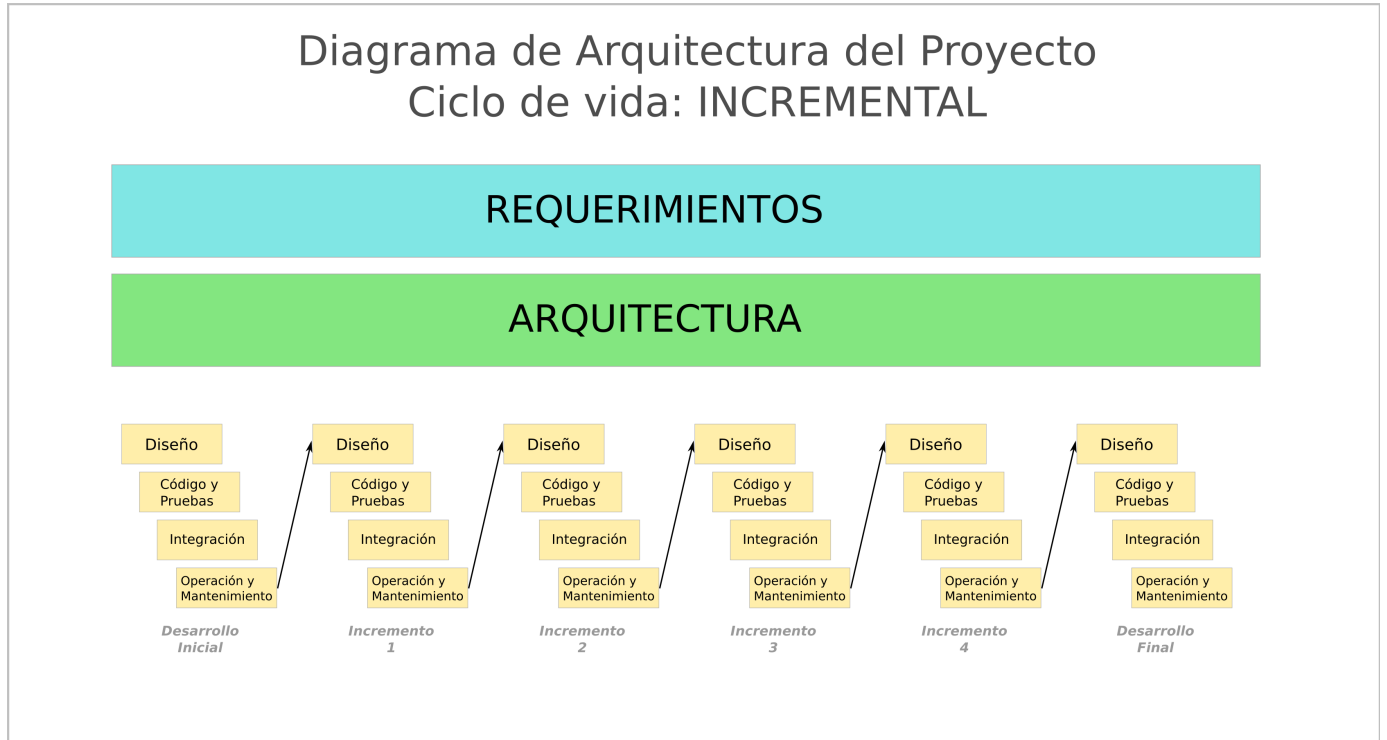 Diagrama de Arquitectura del Proyecto
Ciclo de vida: INCREMENTAL
REQUERIMIENTOS
ARQUITECTURA
Diseño
Código y
Pruebas
Integración
Operación y
Mantenimiento
Desarrollo
Inicial
Diseño
Código y
Pruebas
Integración
Operación y
Mantenimiento
Incremento
1
Diseño
Código y
Pruebas
Integración
Operación y
Mantenimiento
Incremento
2
Diseño
Código y
Pruebas
Integración
Operación y
Mantenimiento
Incremento
3
Diseño
Código y
Pruebas
Integración
Operación y
Mantenimiento
Incremento
4
Diseño
Código y
Pruebas
Integración
Operación y
Mantenimiento
Desarrollo
Final